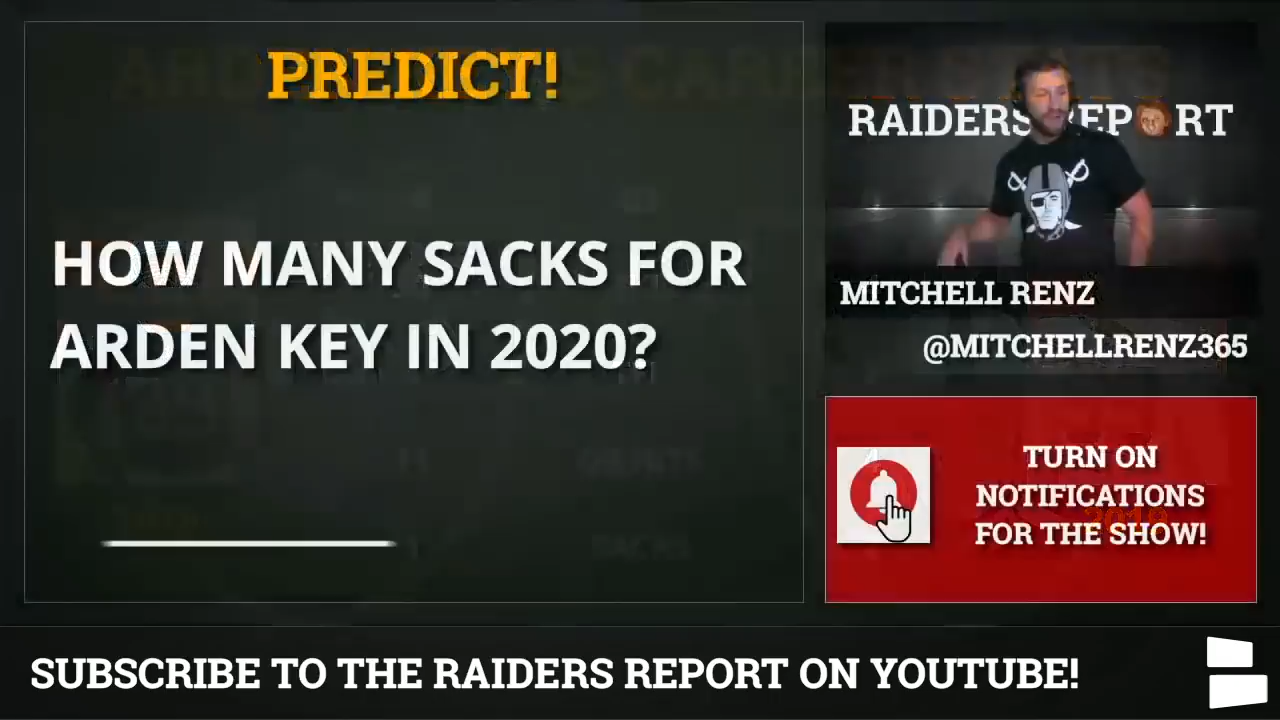 PREDICT!
HOW MANY SACKS FOR
ARDEN KEY IN 2020?
RAIDERS REPORT
MITCHELL RENZ
@MITCHELLRENZ365
TURN ON
NOTIFICATIONS
FOR THE SHOW!
2019
SUBSCRIBE TO THE RAIDERS REPORT ON YOUTUBE!